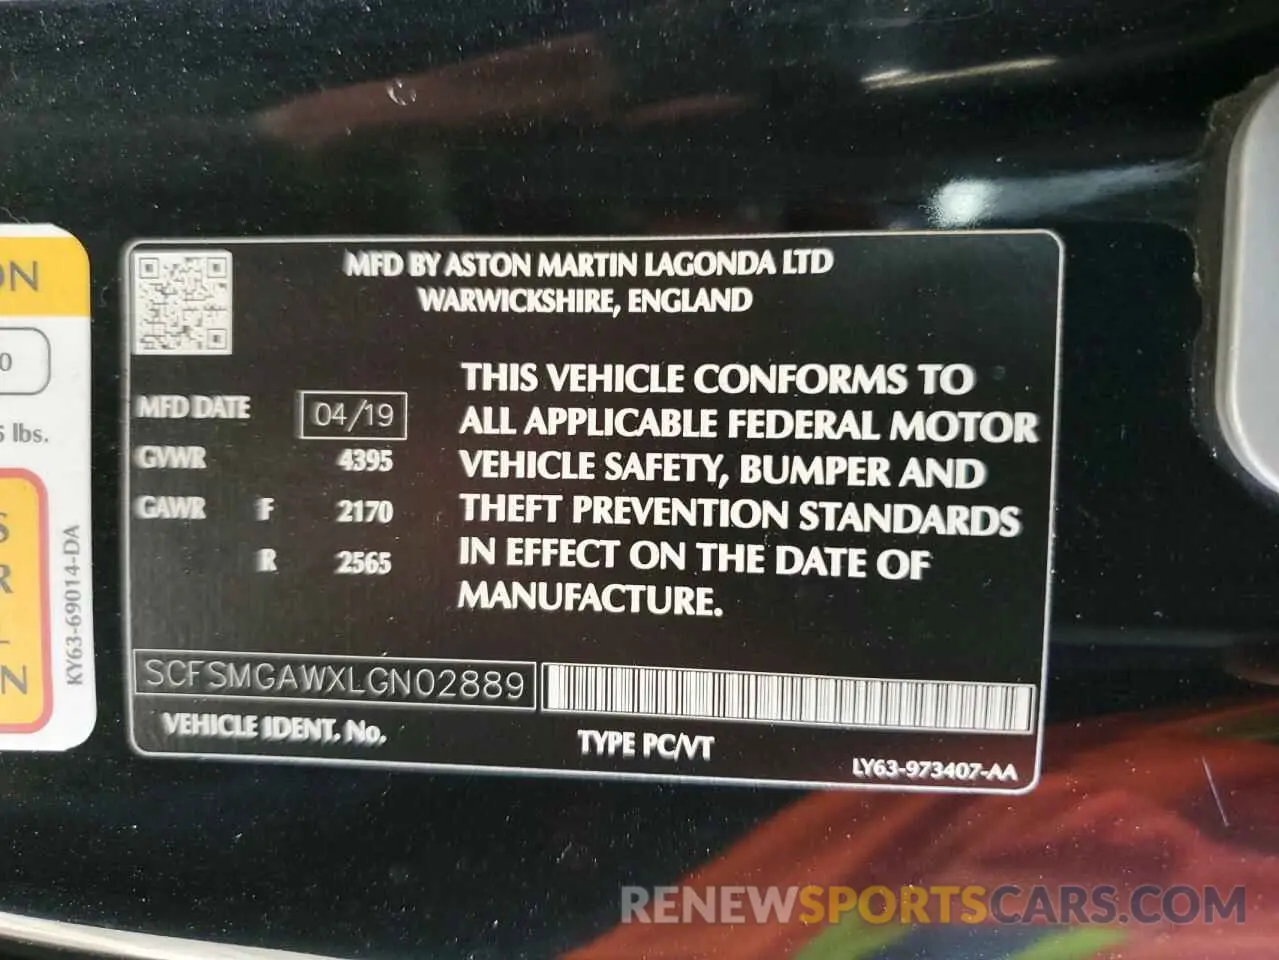 MFD BY ASTON MARTIN LAGONDA LTD
WARWICKSHIRE, ENGLAND
MFD DATE 04/19
GVWR 4395
GAWR F 2170
R 2565
THIS VEHICLE CONFORMS TO
ALL APPLICABLE FEDERAL MOTOR
VEHICLE SAFETY, BUMPER AND
THEFT PREVENTION STANDARDS
IN EFFECT ON THE DATE OF
MANUFACTURE.
SCFSMGAWXLGN02889
VEHICLE IDENT. No.
TYPE PC/VT
LY63-973407-AA
lbs.
KY63-69014-DA
RENEWSPORTSCARS.COM